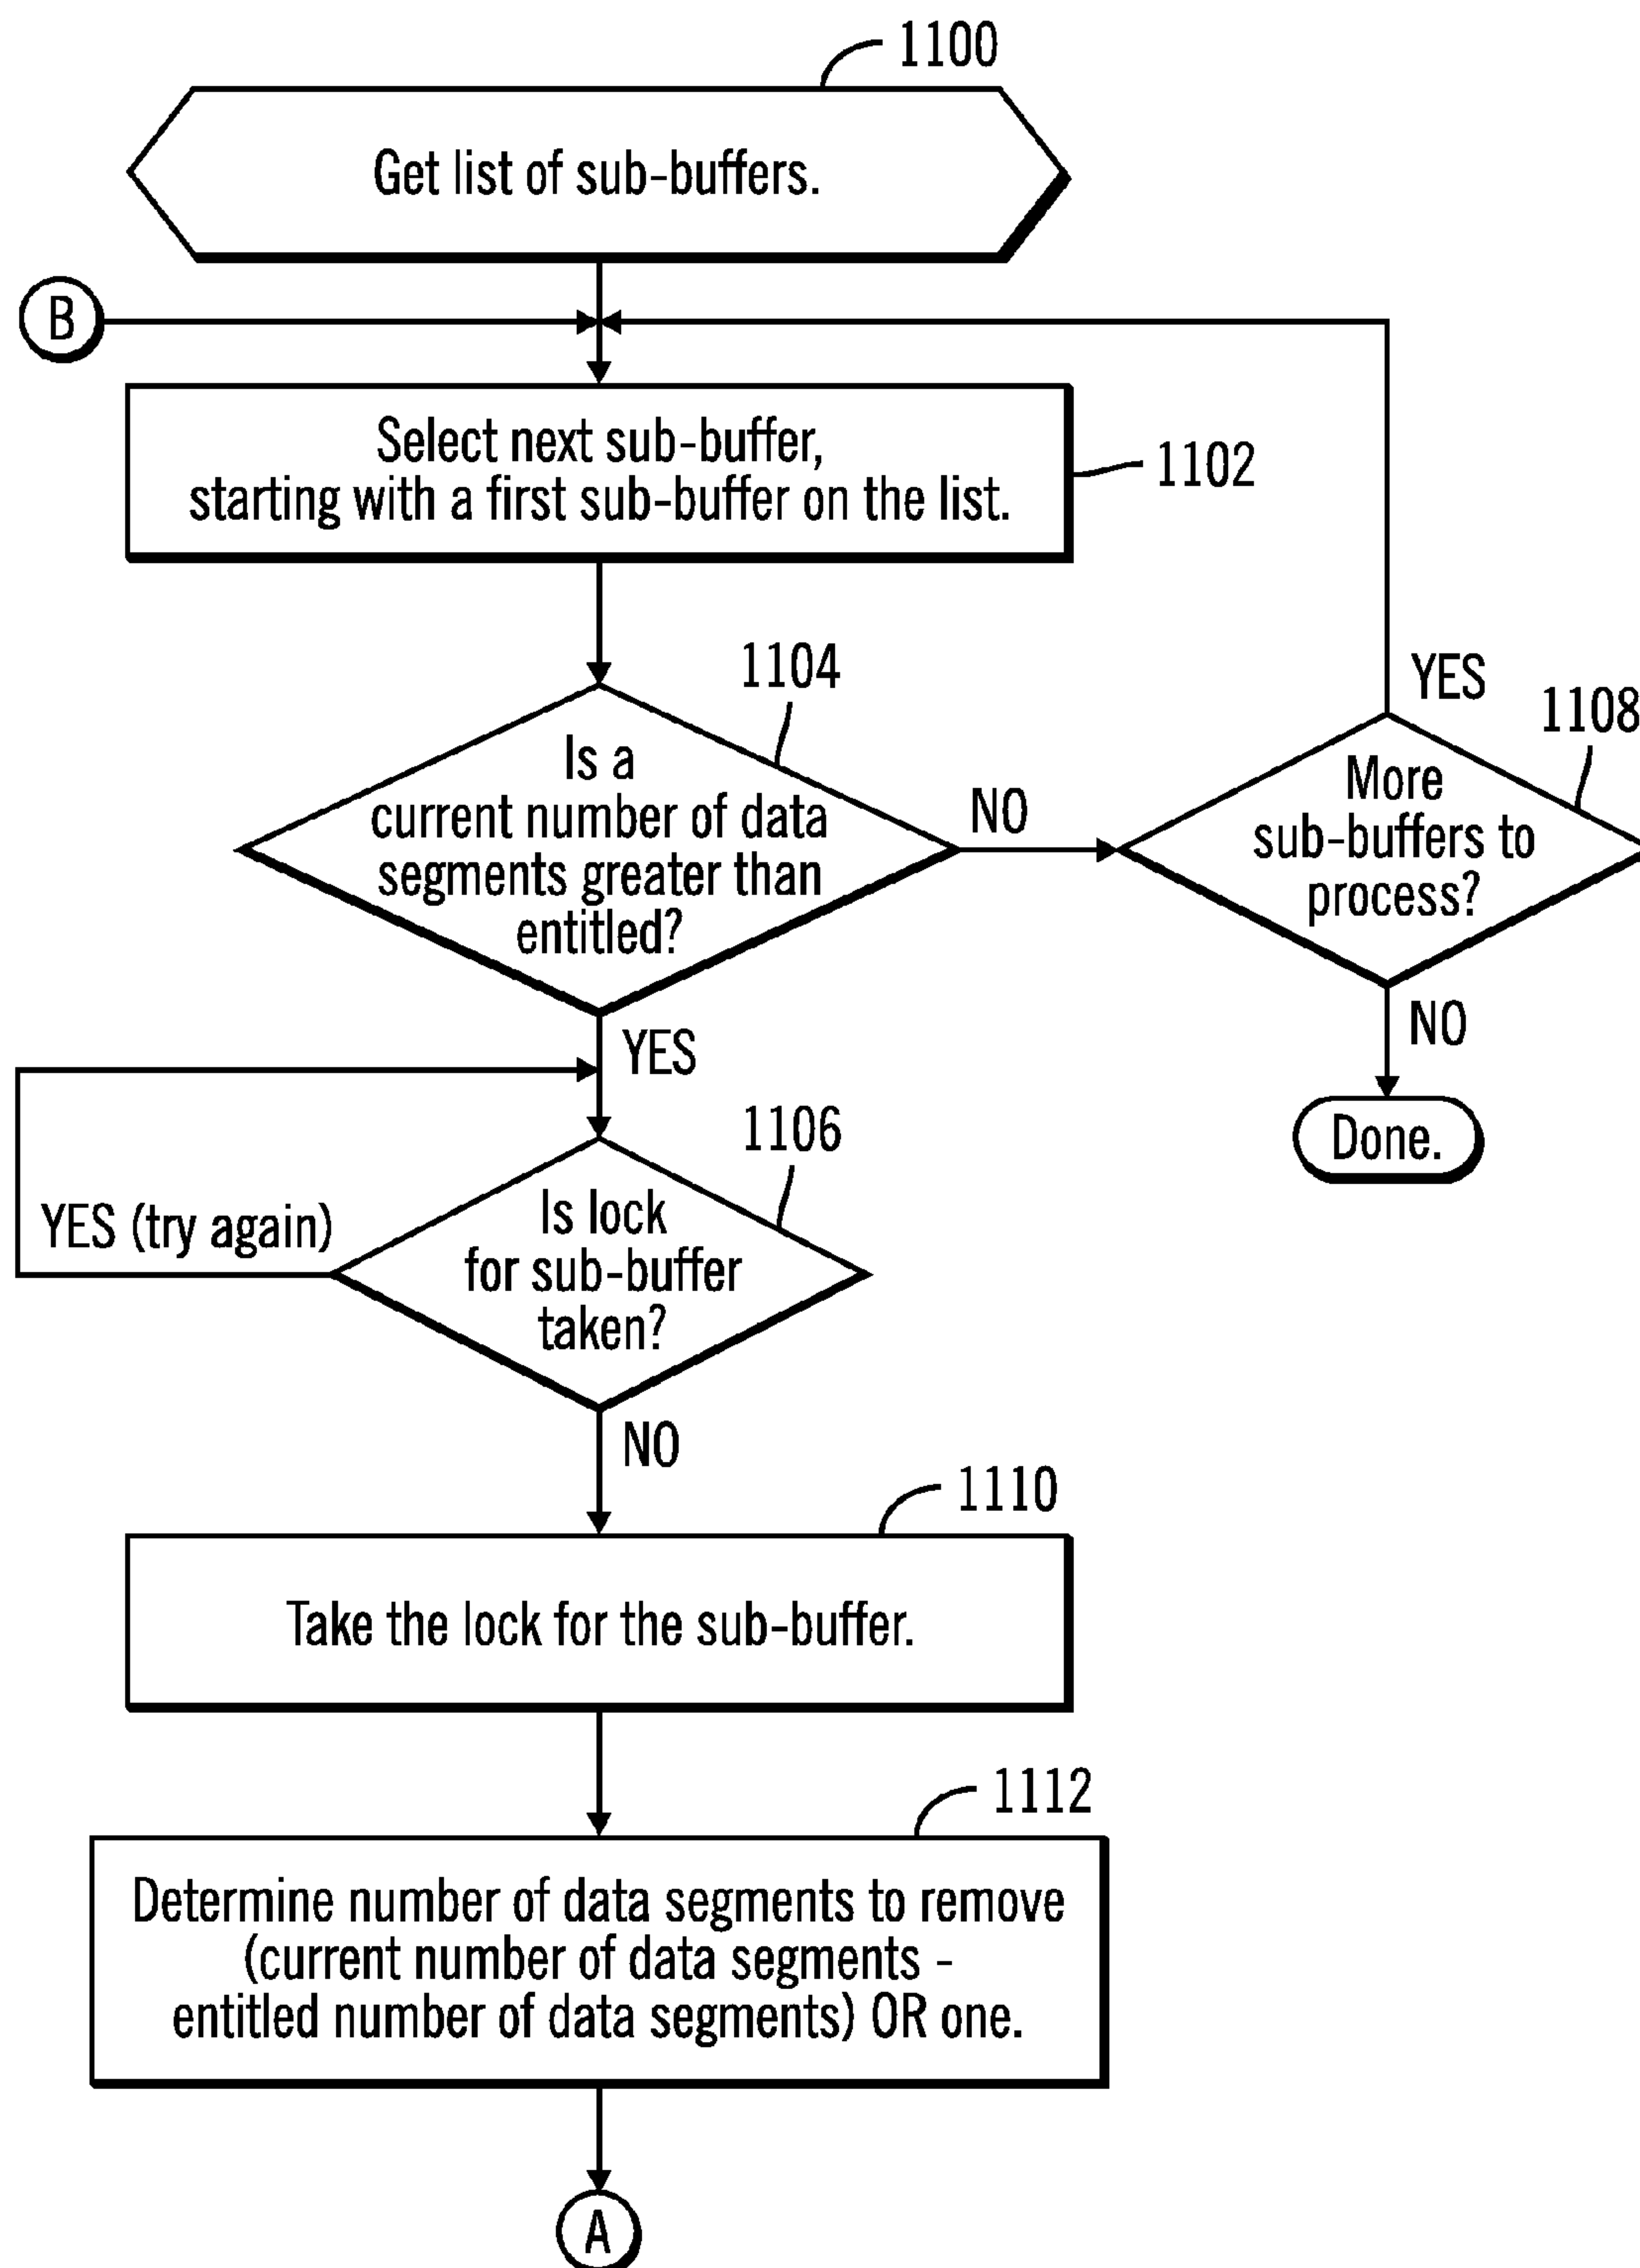 1100
Get list of sub-buffers.
B
Select next sub-buffer,
starting with a first sub-buffer on the list.
1102
1104
Is a
current number of data
segments greater than
entitled?
NO
YES
1108
More
sub-buffers to
process?
YES
NO
Done.
1106
Is lock
for sub-buffer
taken?
YES (try again)
NO
1110
Take the lock for the sub-buffer.
1112
Determine number of data segments to remove
(current number of data segments -
entitled number of data segments) OR one.
A